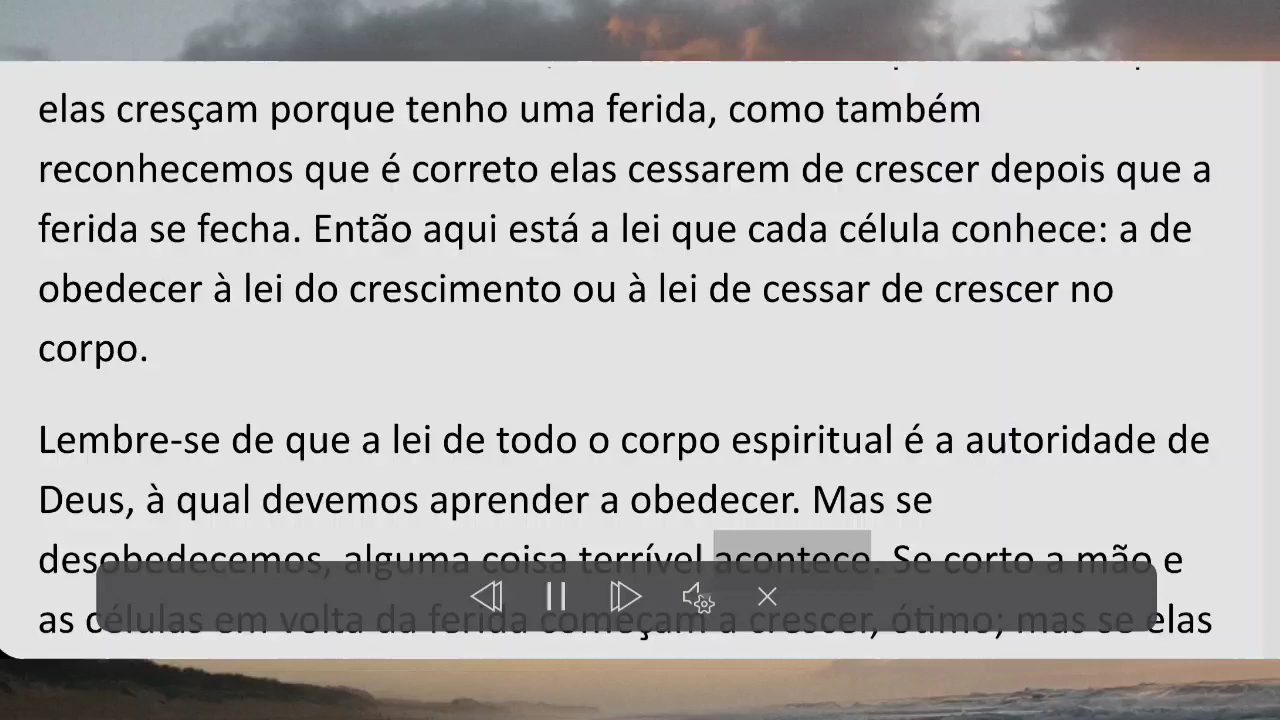 elas cresçam porque tenho uma ferida, como também
reconhecemos que é correto elas cessarem de crescer depois que a
ferida se fecha. Então aqui está a lei que cada célula conhece: a de
obedecer à lei do crescimento ou à lei de cessar de crescer no
corpo.
Lembre-se de que a lei de todo o corpo espiritual é a autoridade de
Deus, à qual devemos aprender a obedecer. Mas se
desobedecemos, alguma coisa terrível acontece. Se corto a mão e
as células em volta da ferida começam a crescer, ótimo; mas se elas